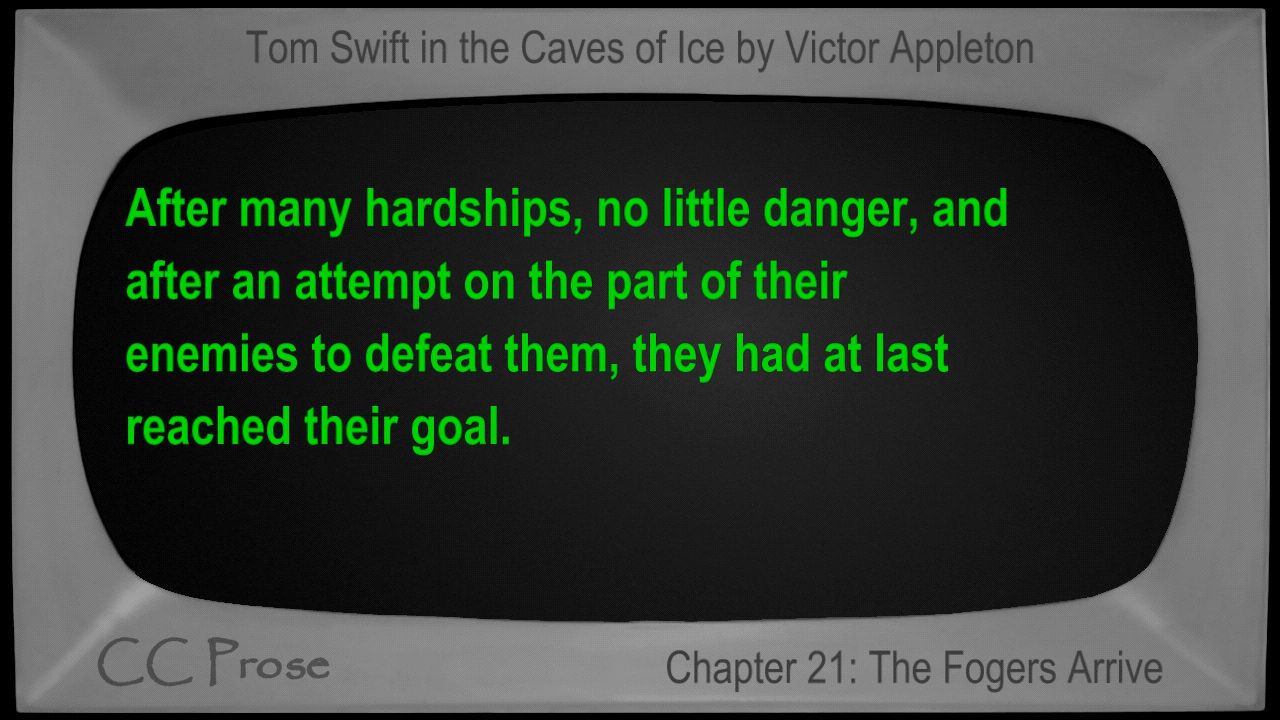 Tom Swift in the Caves of Ice by Victor Appleton
After many hardships, no little danger, and
after an attempt on the part of their
enemies to defeat them, they had at last
reached their goal.
CC Prose
Chapter 21: The Fogers Arrive